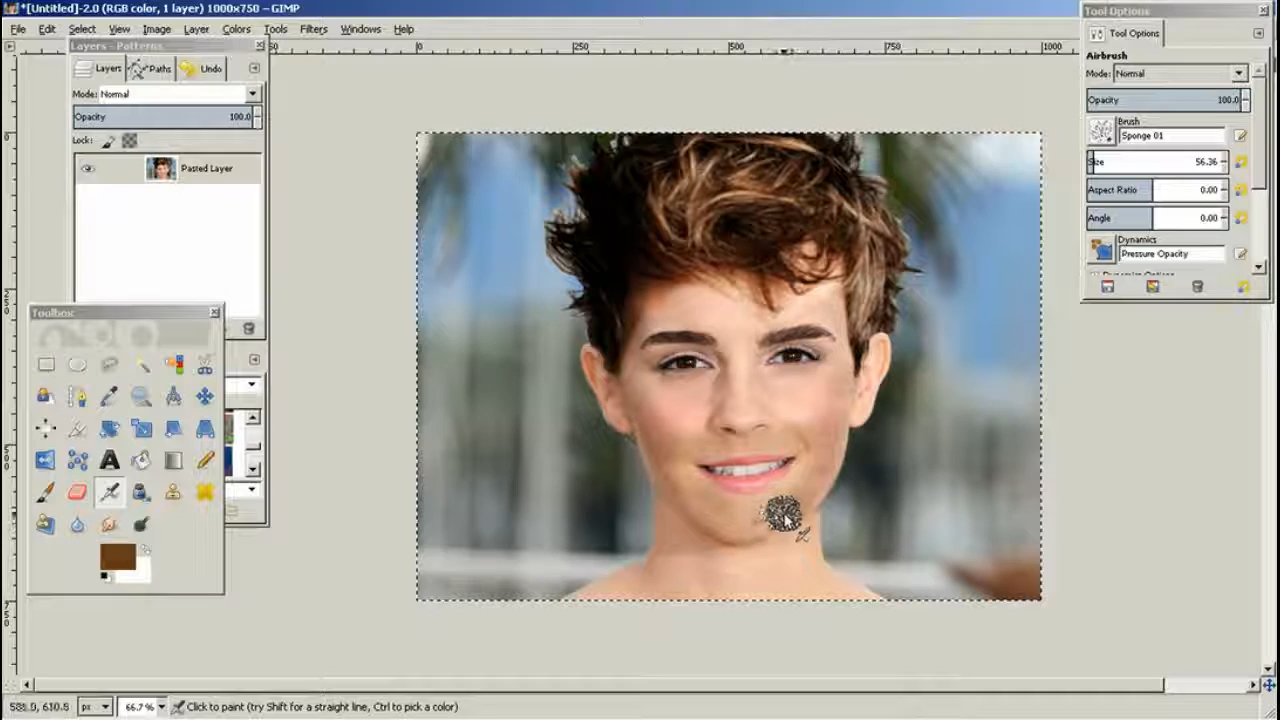 *[Untitled]-2.0 (RGB color, 1 layer) 1000x750 – GIMP
File Edit Select View Image Layer Colors Tools Filters Windows Help
Layers - Patterns
Layers Paths Undo
Mode: Normal
Opacity 100.0
Lock:
Pasted Layer
Toolbox
0 250 500 750 1000
Tool Options
Tool Options
Airbrush
Mode: Normal
Opacity 100.0
Brush
Sponge 01
Size 56.36
Aspect Ratio 0.00
Angle 0.00
Dynamics
Pressure Opacity
px 66.7% Click to paint (try Shift for a straight line, Ctrl to pick a color)